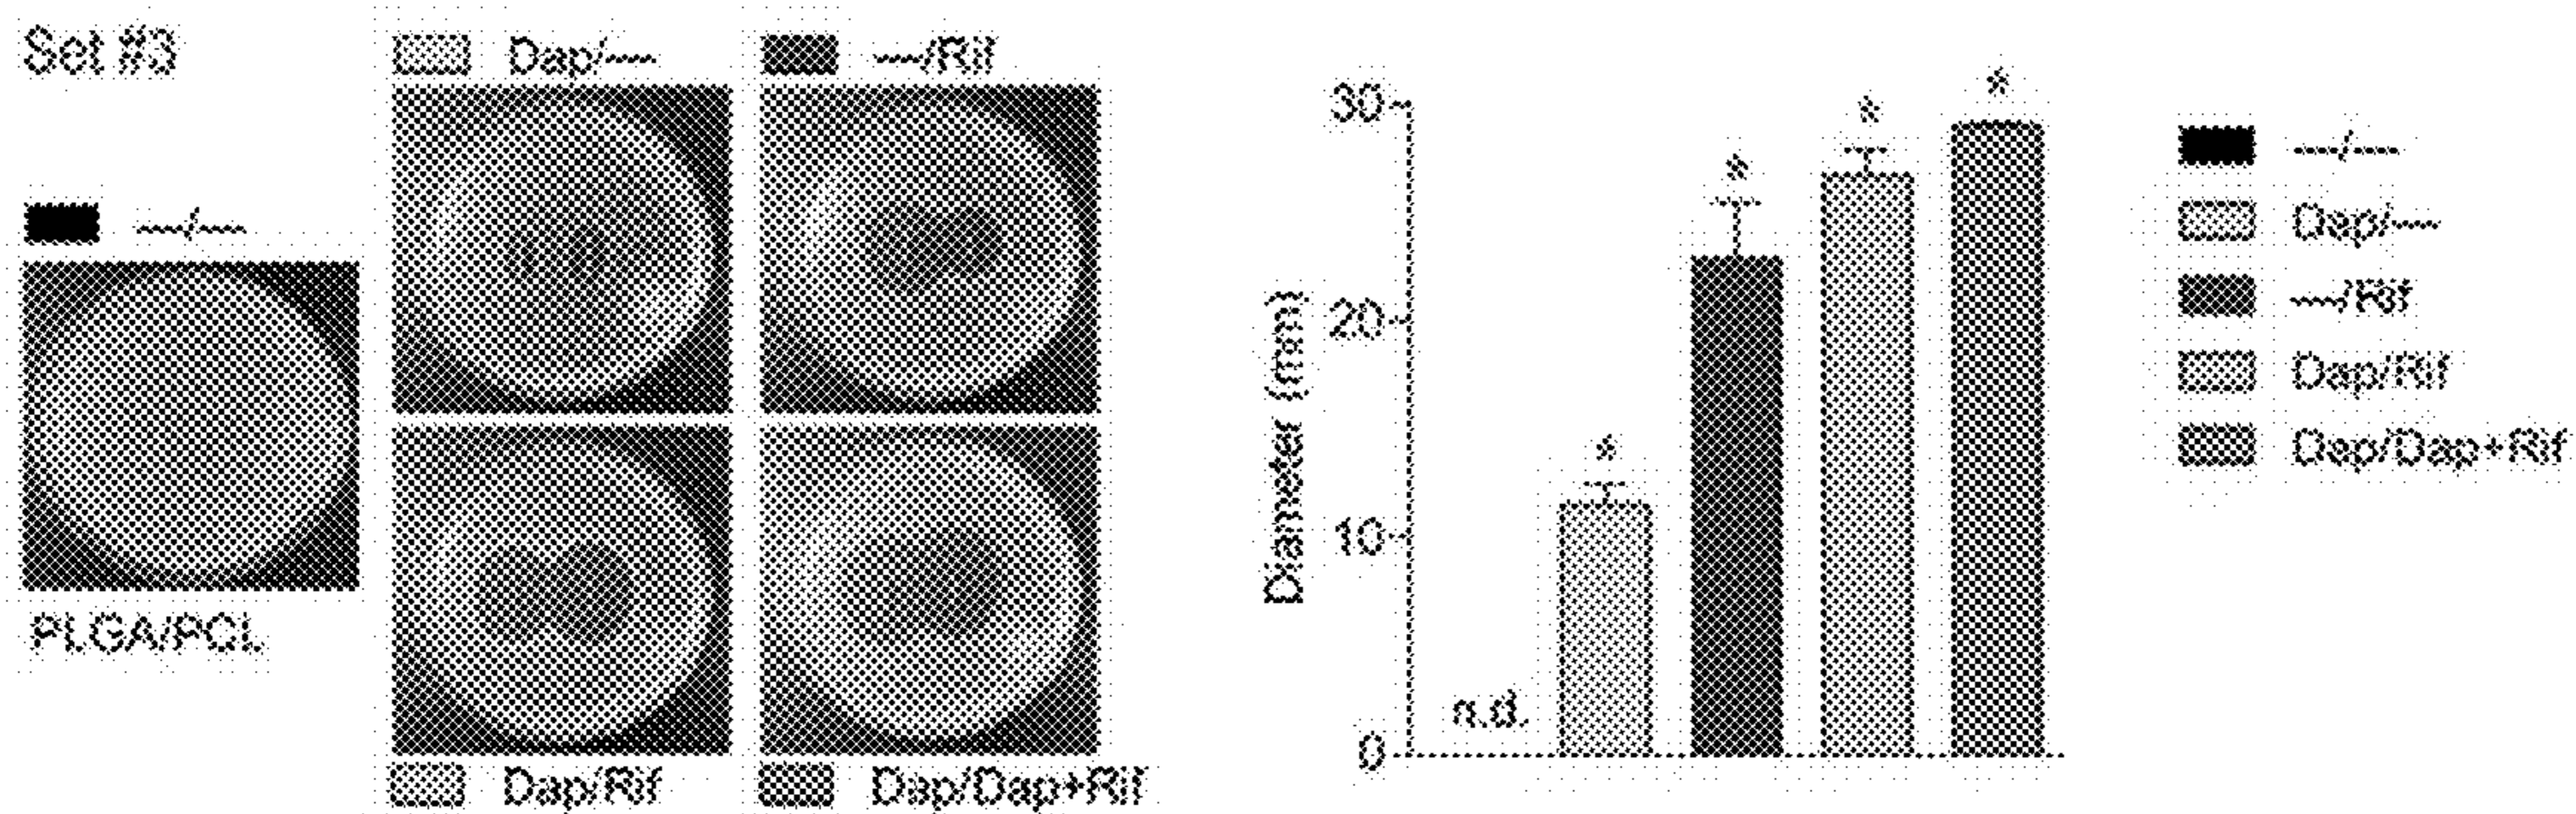 Set #3
—/—
PLGA/PCL
Dap/—
—/Rif
Dap/Rif
Dap/Dap+Rif
Diameter (mm)
30
20
10
0
n.d.
*
*
*
*
—/—
Dap/—
—/Rif
Dap/Rif
Dap/Dap+Rif